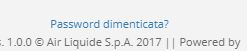 Password dimenticata?
s. 1.0.0 © Air Liquide S.p.A. 2017 || Powered by